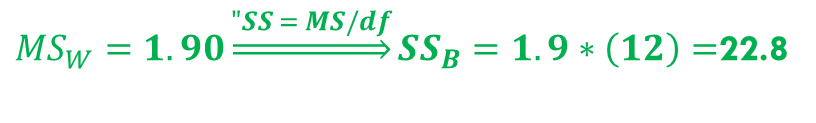 "SS = MS/df
MS_W = 1.90 ⟹ SS_B = 1.9 * (12) =22.8